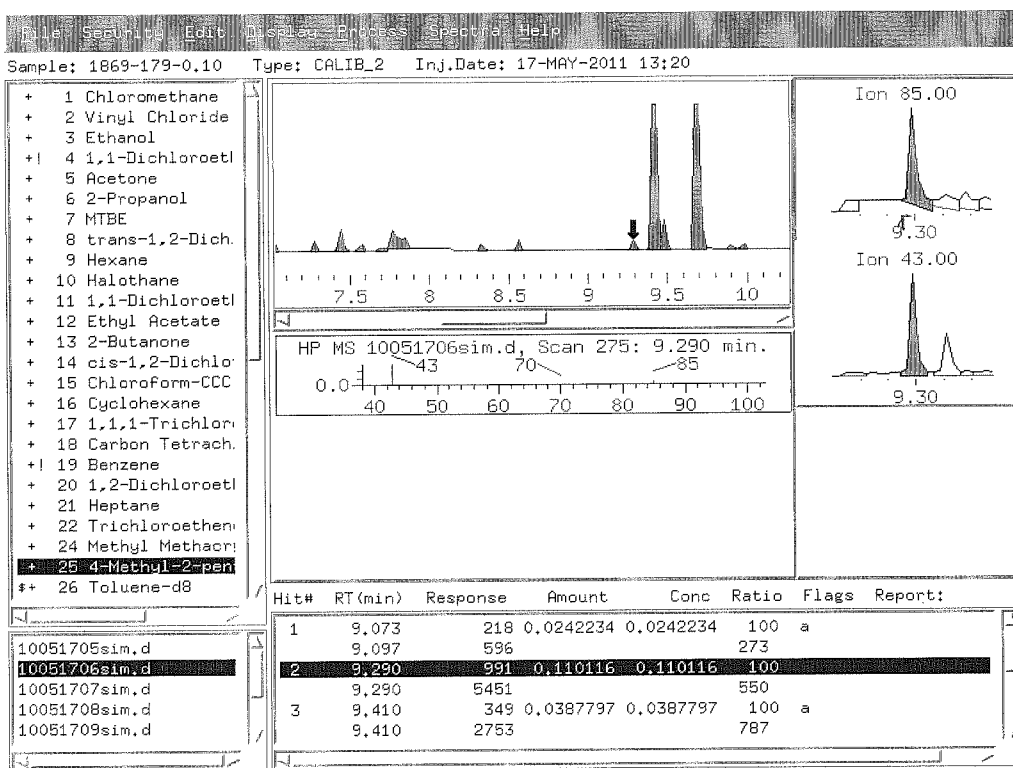 File Security Edit Display Process Spectra Help
Sample: 1869-179-0.10 Type: CALIB_2 Inj.Date: 17-MAY-2011 13:20
+ 1 Chloromethane
+ 2 Vinyl Chloride
+ 3 Ethanol
+! 4 1,1-Dichloroetl
+ 5 Acetone
+ 6 2-Propanol
+ 7 MTBE
+ 8 trans-1,2-Dich.
+ 9 Hexane
+ 10 Halothane
+ 11 1,1-Dichloroetl
+ 12 Ethyl Acetate
+ 13 2-Butanone
+ 14 cis-1,2-Dichlo
+ 15 Chloroform-CCC
+ 16 Cyclohexane
+ 17 1,1,1-Trichlor
+ 18 Carbon Tetrach.
+! 19 Benzene
+ 20 1,2-Dichloroetl
+ 21 Heptane
+ 22 Trichloroethen
+ 24 Methyl Methacr
+ 25 4-Methyl-2-pen
$+ 26 Toluene-d8
10051705sim.d
10051706sim.d
10051707sim.d
10051708sim.d
10051709sim.d
7.5 8 8.5 9 9.5 10
HP MS 10051706sim.d, Scan 275: 9.290 min.
43 70 85
0.0
40 50 60 70 80 90 100
Ion 85.00
9.30
Ion 43.00
9.30
Hit# RT(min) Response Amount Conc Ratio Flags Report:
1 9.073 218 0.0242234 0.0242234 100 a
9.097 596 273
2 9.290 991 0.110116 0.110116 100
9.290 5451 550
3 9.410 349 0.0387797 0.0387797 100 a
9.410 2753 787